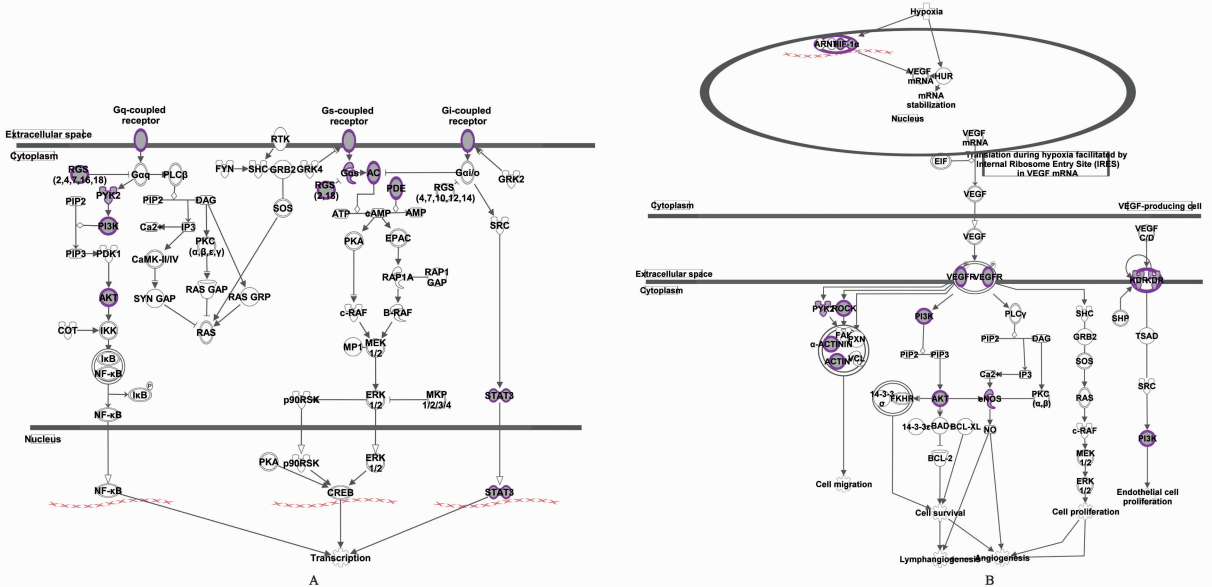 Gq-coupled
receptor
Gs-coupled
receptor
Gi-coupled
receptor
Extracellular space
Cytoplasm
RTK
RGS
(2,4,7,16,18)
Gαq
PLCβ
FYN
SHC
GRB2
GRK4
Gαs
AC
Gαi/o
GRK2
RGS
(2,18)
PDE
RGS
(4,7,10,12,14)
PYK2
PIP2
PIP2
DAG
SOS
ATP
cAMP
AMP
SRC
PI3K
Ca2+
IP3
PKC
(α,β,ε,γ)
PKA
EPAC
PIP3
PDK1
CaMK-II/IV
RAP1A
RAP1
GAP
AKT
SYN GAP
RAS GAP
RAS GRP
c-RAF
B-RAF
COT
IKK
RAS
MP1
MEK
1/2
IκB
NF-κB
IκB
P
p90RSK
ERK
1/2
MKP
1/2/3/4
STAT3
NF-κB
Nucleus
PKA
p90RSK
ERK
1/2
NF-κB
CREB
STAT3
Transcription
A
Hypoxia
ARNT
HIF-1α
VEGF
mRNA
HUR
mRNA
stabilization
Nucleus
VEGF
mRNA
EIF
Translation during hypoxia facilitated by
Internal Ribosome Entry Site (IRES)
in VEGF mRNA
VEGF
Cytoplasm
VEGF-producing cell
VEGF
VEGF
C/D
Extracellular space
Cytoplasm
VEGFR
VEGFR
KDR
KDR
PYK2
ROCK
PI3K
PLCγ
SHC
SHP
FAK
PXN
α-ACTININ
ACTIN
VCL
PIP2
PIP3
PIP2
DAG
GRB2
TSAD
SOS
Ca2+
IP3
14-3-3
σ
FKHR
AKT
eNOS
PKC
(α,β)
RAS
SRC
14-3-3ε
BAD
BCL-XL
NO
c-RAF
PI3K
BCL-2
MEK
1/2
Cell migration
ERK
1/2
Endothelial cell
proliferation
Cell survival
Cell proliferation
Lymphangiogenesis
Angiogenesis
B